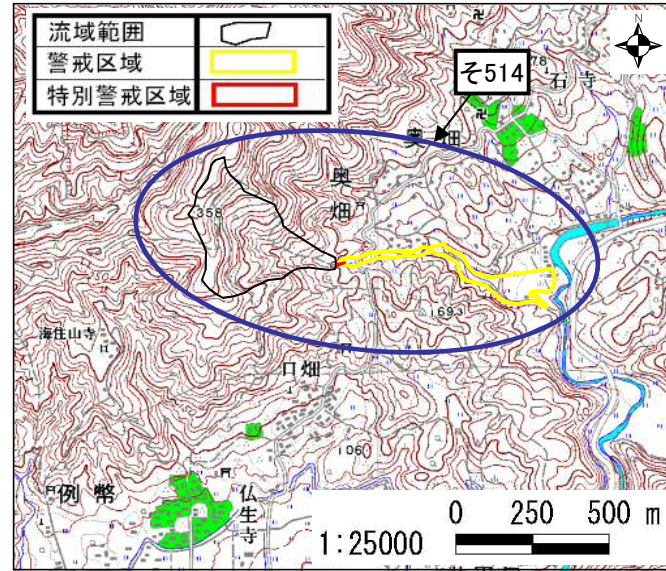 流域範囲
警戒区域
特別警戒区域
N
そ514
78
石寺
奥畑
奥畑
358
169.3
海住山寺
口畑
106
例幣
仏生寺
1:25000
0 250 500 m